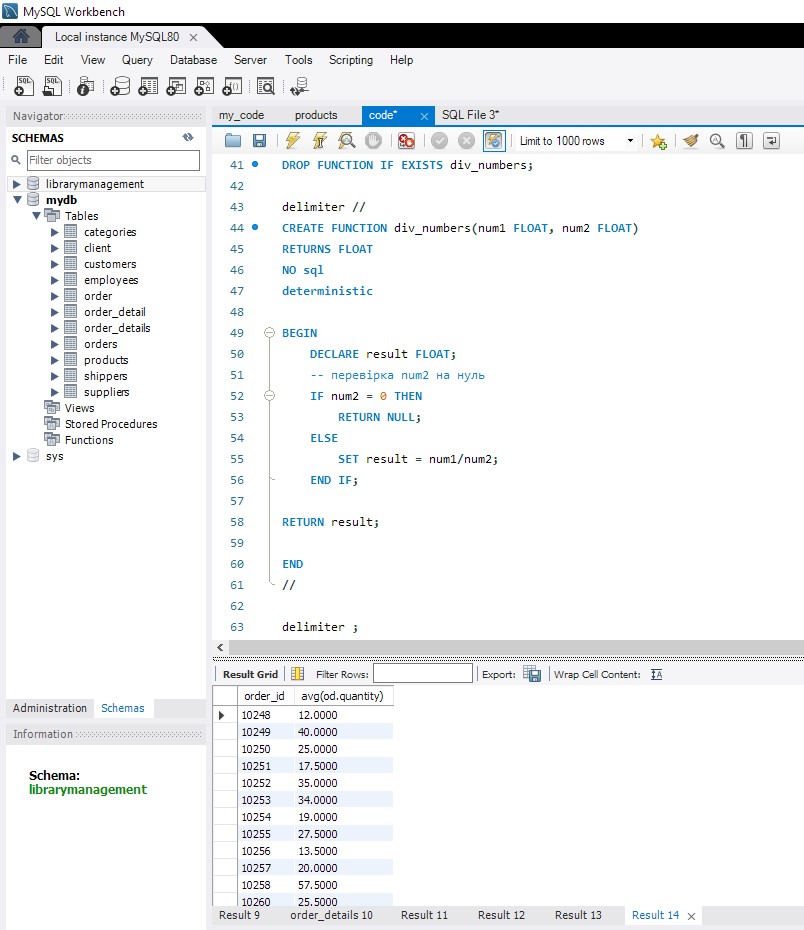 MySQL Workbench
Local instance MySQL80
File Edit View Query Database Server Tools Scripting Help
Navigator
SCHEMAS
Filter objects
librarymanagement
mydb
Tables
categories
client
customers
employees
order
order_detail
order_details
orders
products
shippers
suppliers
Views
Stored Procedures
Functions
sys
Administration Schemas
Information
Schema:
librarymanagement
my_code products code* SQL File 3*
Limit to 1000 rows
41 DROP FUNCTION IF EXISTS div_numbers;
42
43 delimiter //
44 CREATE FUNCTION div_numbers(num1 FLOAT, num2 FLOAT)
45 RETURNS FLOAT
46 NO sql
47 deterministic
48
49 BEGIN
50 DECLARE result FLOAT;
51 -- перевірка num2 на нуль
52 IF num2 = 0 THEN
53 RETURN NULL;
54 ELSE
55 SET result = num1/num2;
56 END IF;
57
58 RETURN result;
59
60 END
61 //
62
63 delimiter ;
Result Grid Filter Rows: Export: Wrap Cell Content:
order_id avg(od.quantity)
10248 12.0000
10249 40.0000
10250 25.0000
10251 17.5000
10252 35.0000
10253 34.0000
10254 19.0000
10255 27.5000
10256 13.5000
10257 20.0000
10258 57.5000
10260 25.5000
Result 9 order_details 10 Result 11 Result 12 Result 13 Result 14